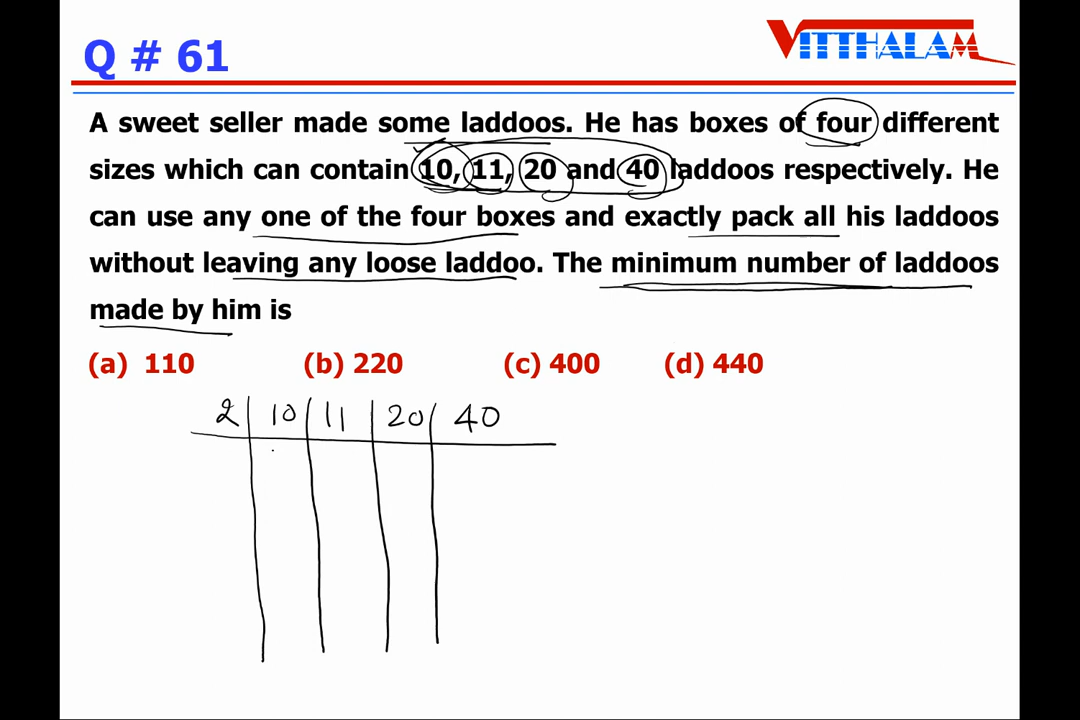 Q # 61
VITTHALAM
A sweet seller made some laddoos. He has boxes of four different
sizes which can contain 10, 11, 20 and 40 laddoos respectively. He
can use any one of the four boxes and exactly pack all his laddoos
without leaving any loose laddoo. The minimum number of laddoos
made by him is
(a) 110 (b) 220 (c) 400 (d) 440
2 10 11 20 40